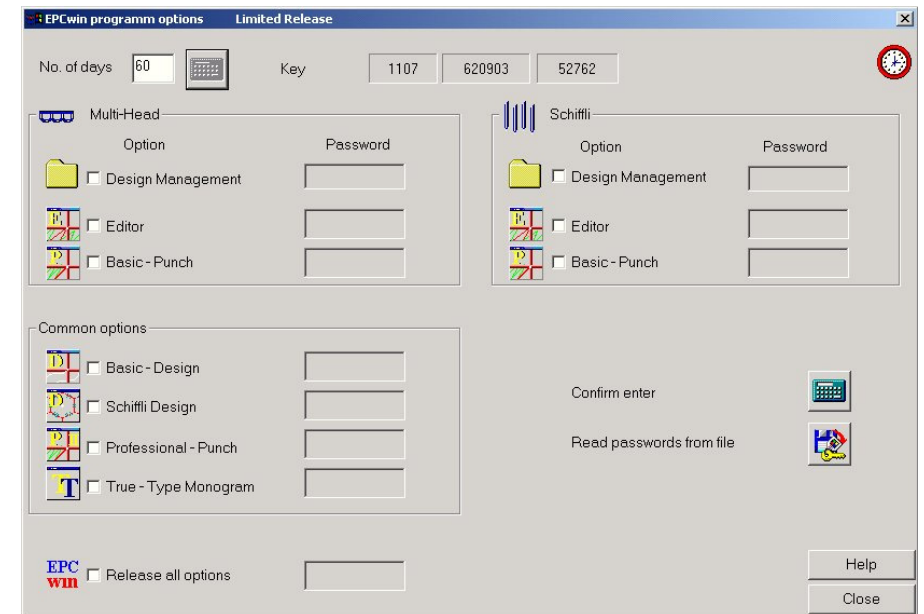 EPCwin programm options Limited Release
No. of days 60 Key 1107 620903 52762
Multi-Head
Option Password
Design Management
Editor
Basic - Punch
Schiffli
Option Password
Design Management
Editor
Basic - Punch
Common options
Basic - Design
Schiffli Design
Professional - Punch
True - Type Monogram
Confirm enter
Read passwords from file
EPC
win
Release all options
Help
Close